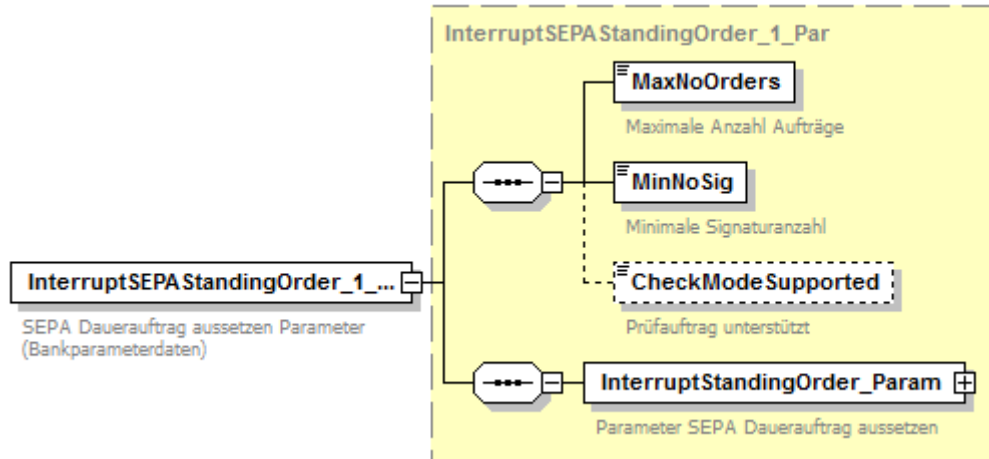 InterruptSEPAStandingOrder_1_Par
MaxNoOrders
Maximale Anzahl Aufträge
MinNoSig
Minimale Signaturanzahl
InterruptSEPAStandingOrder_1_...
SEPA Dauerauftrag aussetzen Parameter
(Bankparameterdaten)
CheckModeSupported
Prüfauftrag unterstützt
InterruptStandingOrder_Param
Parameter SEPA Dauerauftrag aussetzen